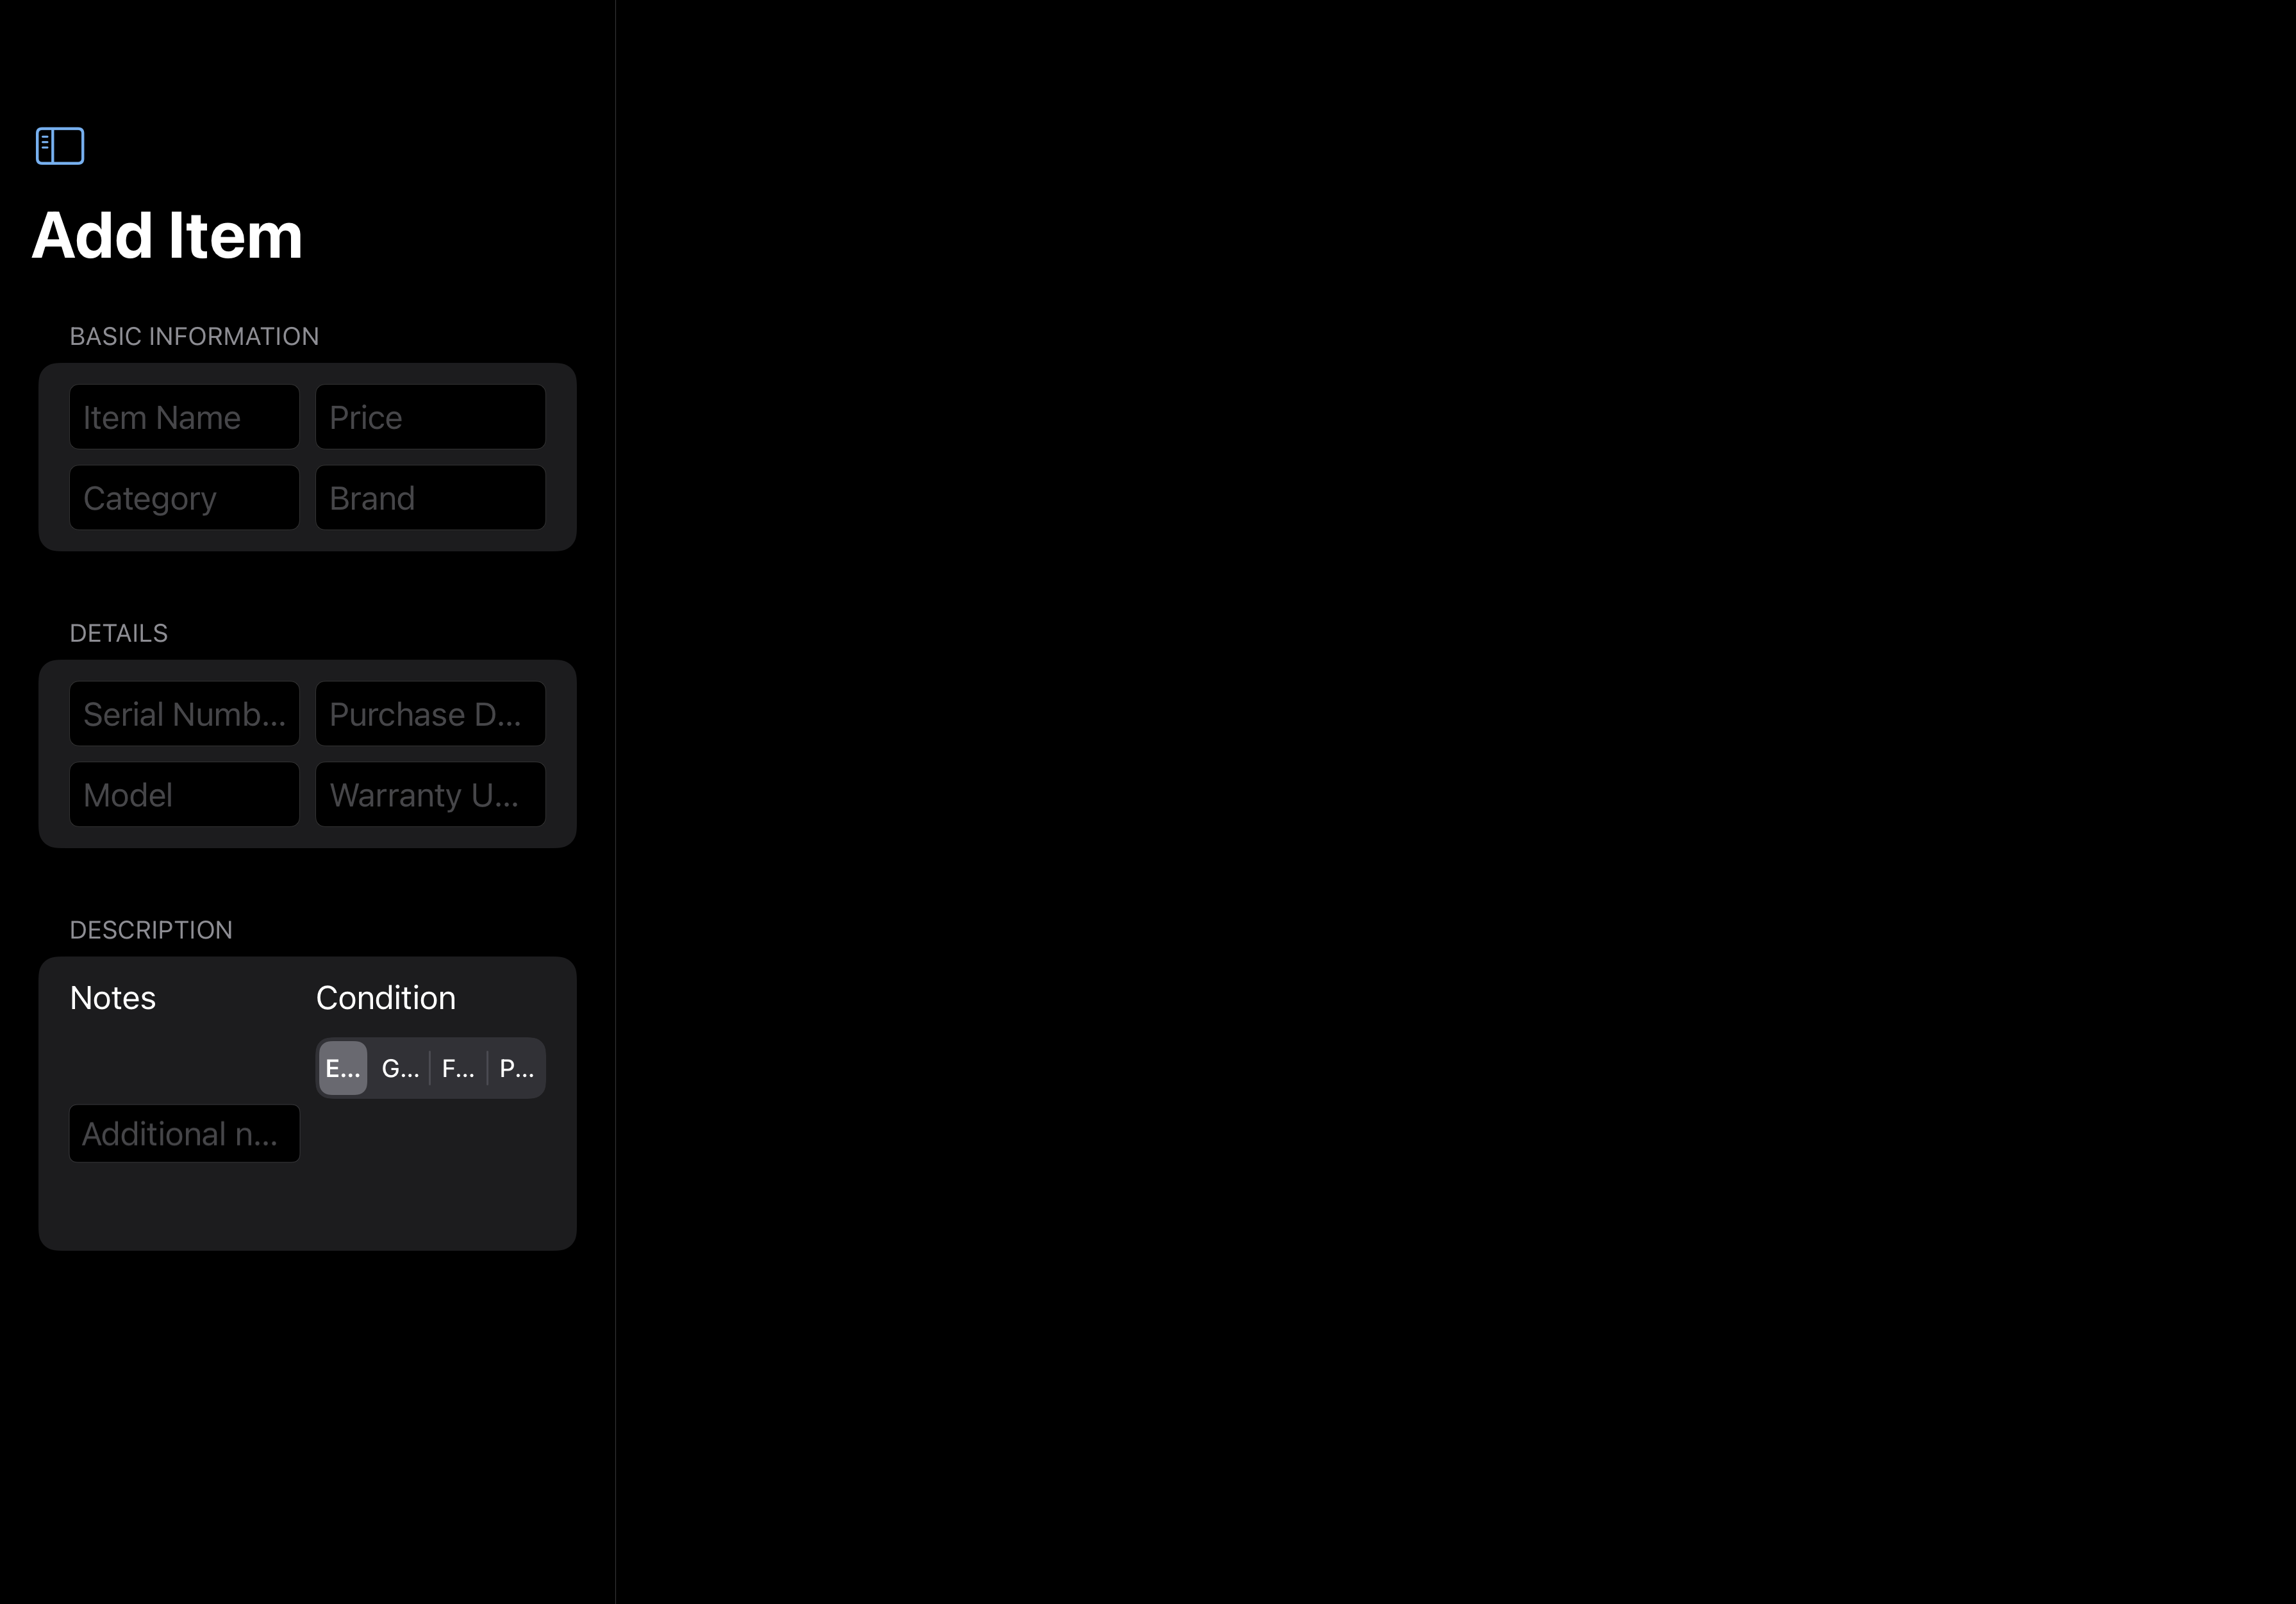 Add Item
BASIC INFORMATION
Item Name Price
Category Brand
DETAILS
Serial Numb... Purchase D...
Model Warranty U...
DESCRIPTION
Notes Condition
E... G... F... P...
Additional n...